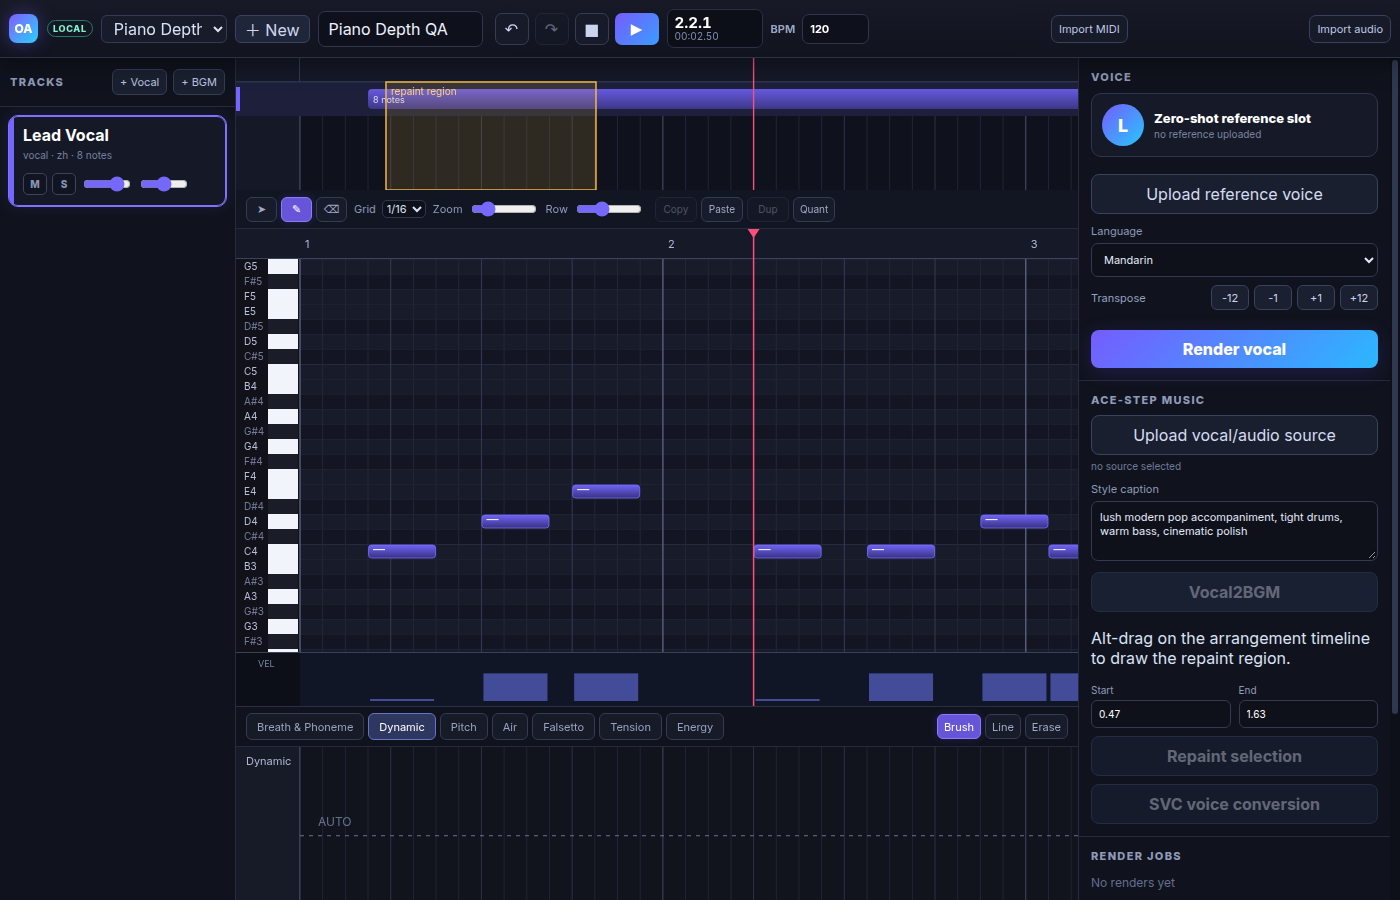 OA
LOCAL
Piano Depth
+ New
Piano Depth QA
2.2.1
00:02.50
BPM
120
Import MIDI
Import audio
TRACKS
+ Vocal
+ BGM
Lead Vocal
vocal · zh · 8 notes
M
S
repaint region
8 notes
Grid
1/16
Zoom
Row
Copy
Paste
Dup
Quant
1
2
3
G5
F#5
F5
E5
D#5
D5
C#5
C5
B4
A#4
A4
G#4
G4
F#4
F4
E4
D#4
D4
C#4
C4
B3
A#3
A3
G#3
G3
F#3
VEL
Breath & Phoneme
Dynamic
Pitch
Air
Falsetto
Tension
Energy
Brush
Line
Erase
Dynamic
AUTO
VOICE
L
Zero-shot reference slot
no reference uploaded
Upload reference voice
Language
Mandarin
Transpose
-12
-1
+1
+12
Render vocal
ACE-STEP MUSIC
Upload vocal/audio source
no source selected
Style caption
lush modern pop accompaniment, tight drums,
warm bass, cinematic polish
Vocal2BGM
Alt-drag on the arrangement timeline
to draw the repaint region.
Start
End
0.47
1.63
Repaint selection
SVC voice conversion
RENDER JOBS
No renders yet